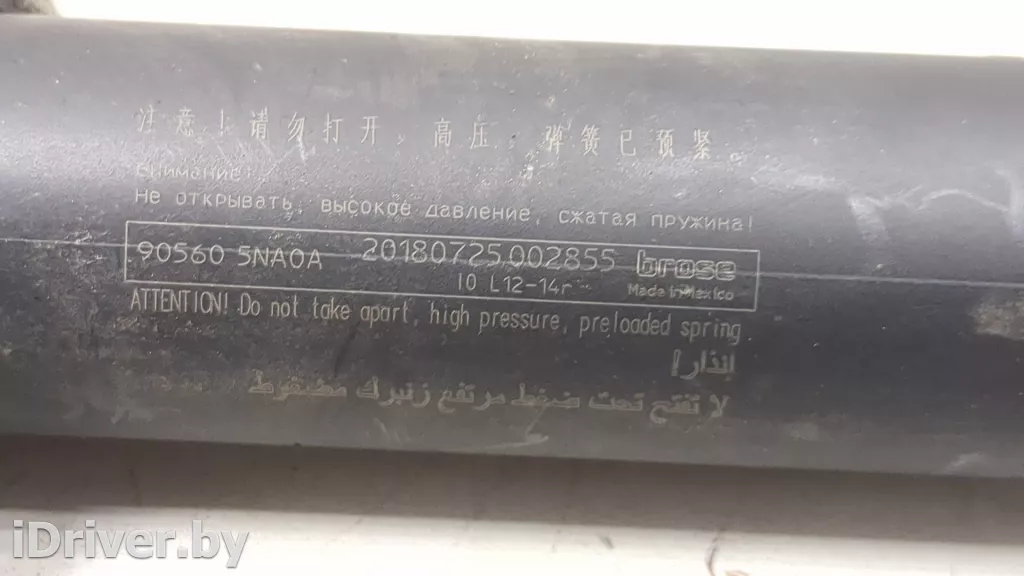 注意！请勿打开，高压，弹簧已预紧。
Внимание!
Не открывать, высокое давление, сжатая пружина!
90560 5NA0A 20180725.002855 brose
10 L12-14r Made in Mexico
ATTENTION! Do not take apart, high pressure, preloaded spring
إنذار!
لا تفتح تحت ضغط مرتفع زنبرك مضغوط
iDriver.by